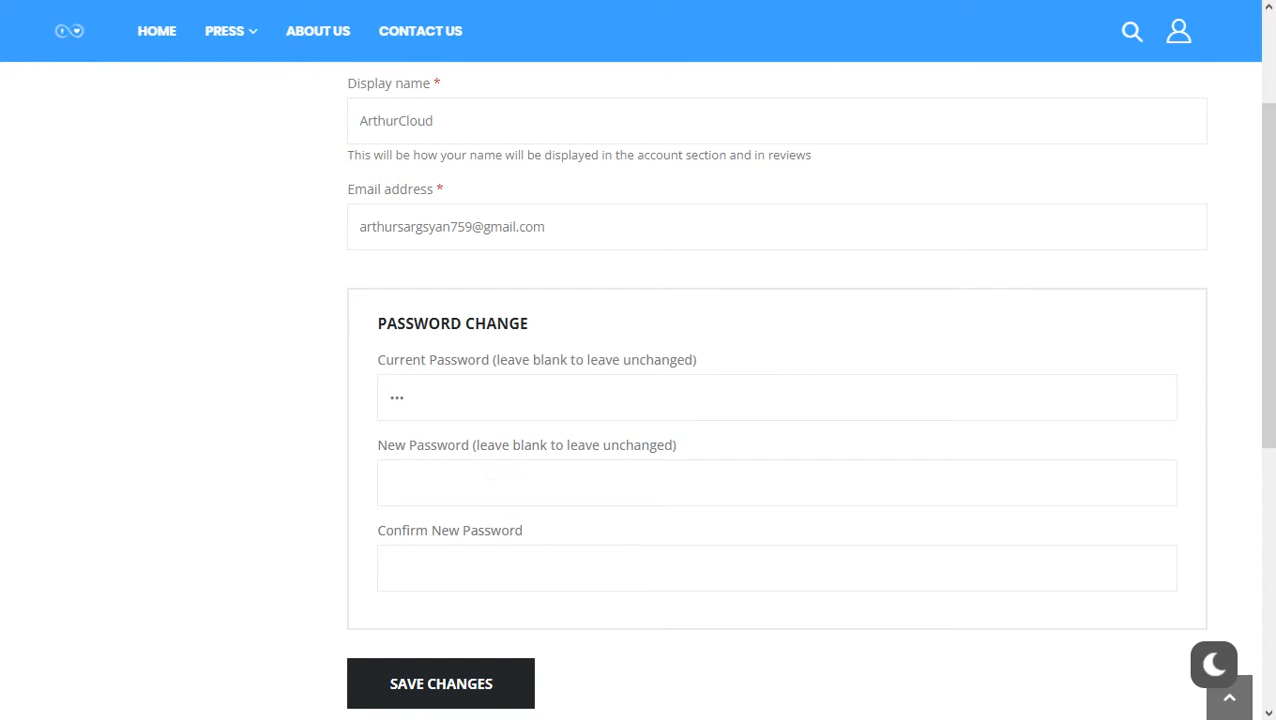 HOME PRESS ABOUT US CONTACT US
Display name *
ArthurCloud
This will be how your name will be displayed in the account section and in reviews
Email address *
arthursargsyan759@gmail.com
PASSWORD CHANGE
Current Password (leave blank to leave unchanged)
•••
New Password (leave blank to leave unchanged)
Confirm New Password
SAVE CHANGES